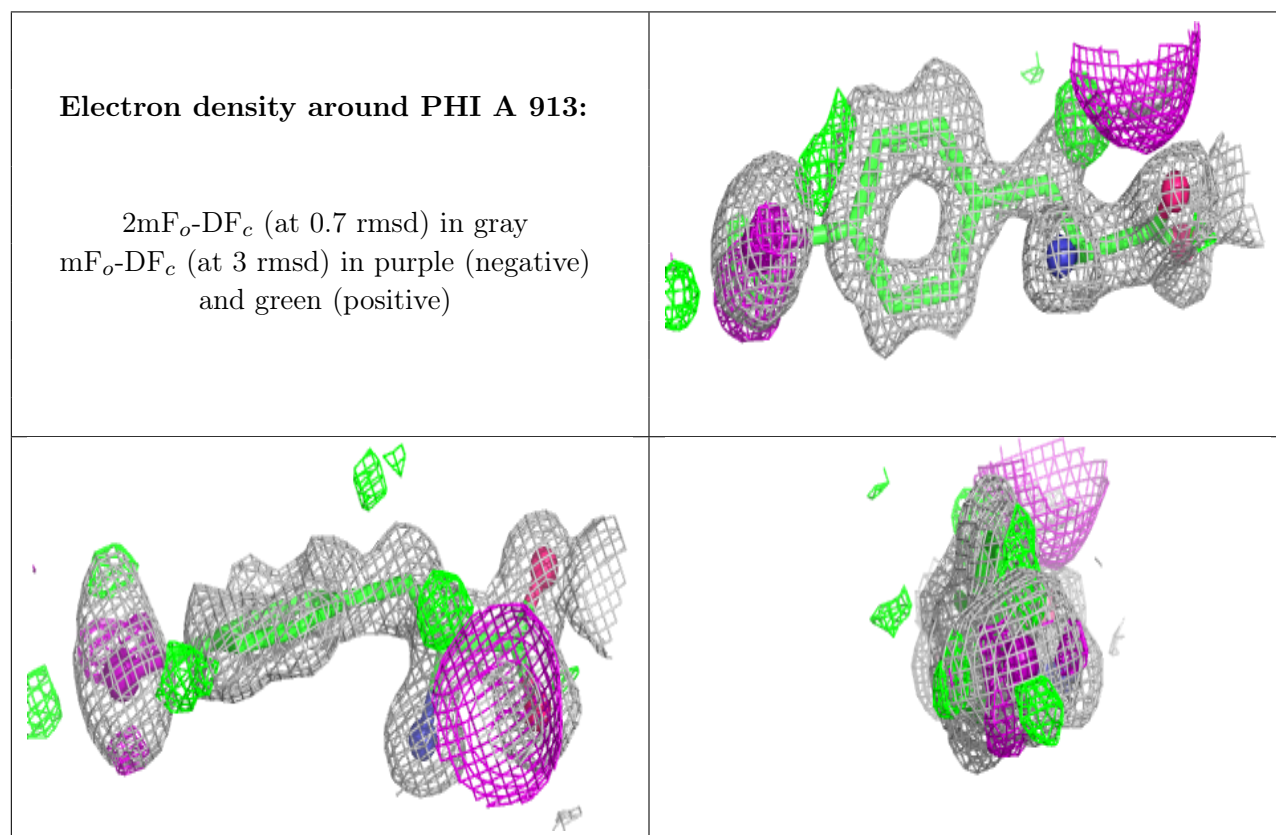 Electron density around PHI A 913:
2mFo-DFc (at 0.7 rmsd) in gray
mFo-DFc (at 3 rmsd) in purple (negative)
and green (positive)